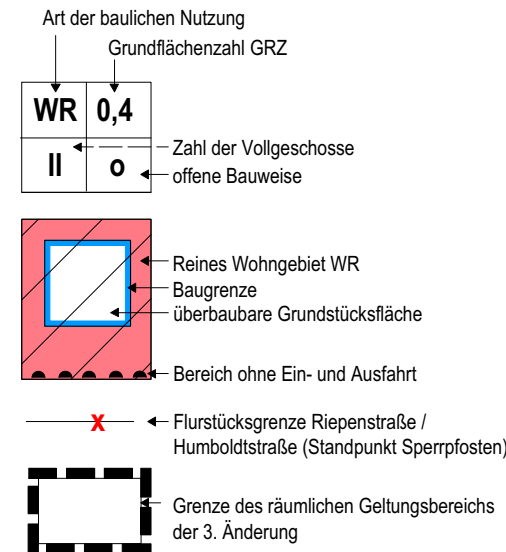 Art der baulichen Nutzung
Grundflächenzahl GRZ
WR 0,4
II o
Zahl der Vollgeschosse
offene Bauweise
Reines Wohngebiet WR
Baugrenze
überbaubare Grundstücksfläche
Bereich ohne Ein- und Ausfahrt
x
Flurstücksgrenze Riepenstraße /
Humboldtstraße (Standpunkt Sperrpfosten)
Grenze des räumlichen Geltungsbereichs
der 3. Änderung